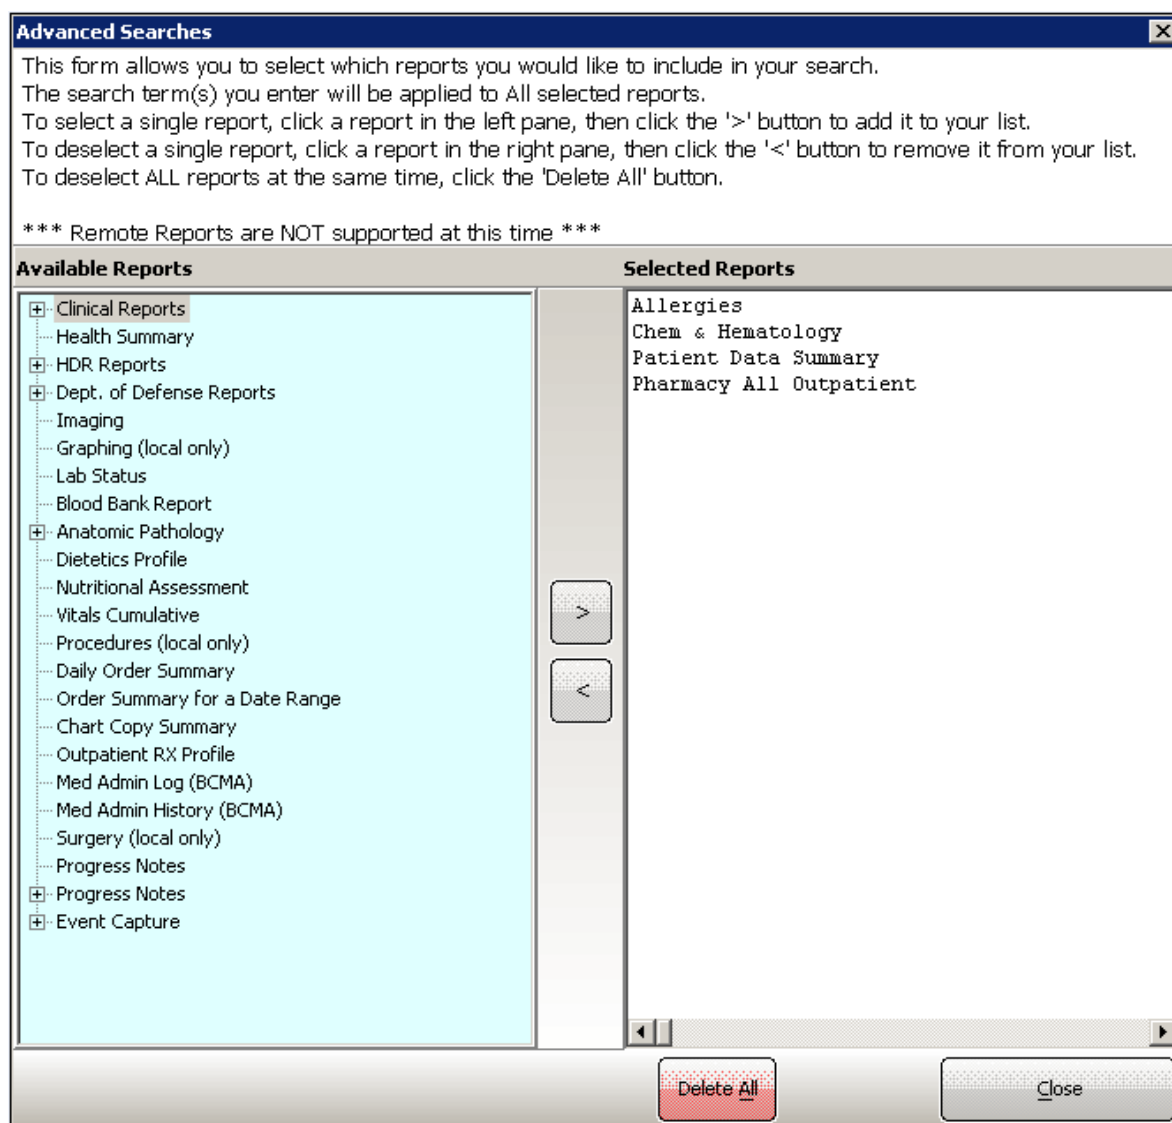 Advanced Searches
This form allows you to select which reports you would like to include in your search.
The search term(s) you enter will be applied to All selected reports.
To select a single report, click a report in the left pane, then click the '>' button to add it to your list.
To deselect a single report, click a report in the right pane, then click the '<' button to remove it from your list.
To deselect ALL reports at the same time, click the 'Delete All' button.
*** Remote Reports are NOT supported at this time ***
Available Reports
Clinical Reports
Health Summary
HDR Reports
Dept. of Defense Reports
Imaging
Graphing (local only)
Lab Status
Blood Bank Report
Anatomic Pathology
Dietetics Profile
Nutritional Assessment
Vitals Cumulative
Procedures (local only)
Daily Order Summary
Order Summary for a Date Range
Chart Copy Summary
Outpatient RX Profile
Med Admin Log (BCMA)
Med Admin History (BCMA)
Surgery (local only)
Progress Notes
Progress Notes
Event Capture
>
<
Selected Reports
Allergies
Chem & Hematology
Patient Data Summary
Pharmacy All Outpatient
Delete All
Close